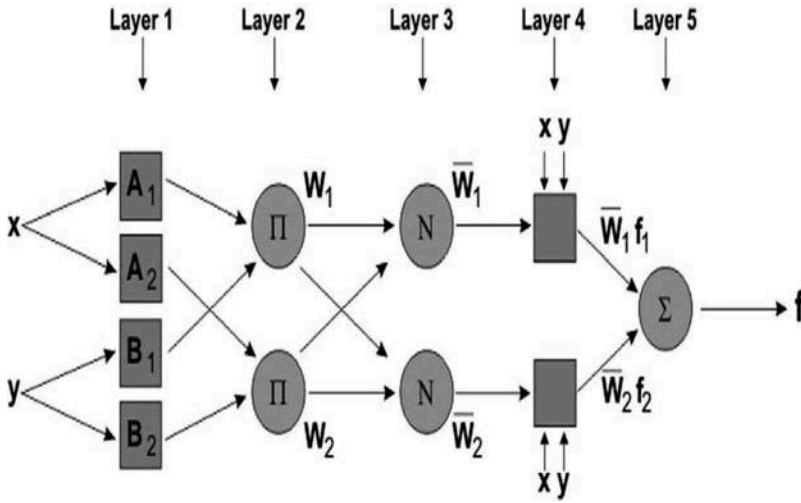 Layer 1 Layer 2 Layer 3 Layer 4 Layer 5
x y
A₁ W₁ W̅₁
Π N W̅₁ f₁
x
A₂
Σ f
B₁
y
Π N W̅₂ f₂
B₂ W₂ W̅₂
x y